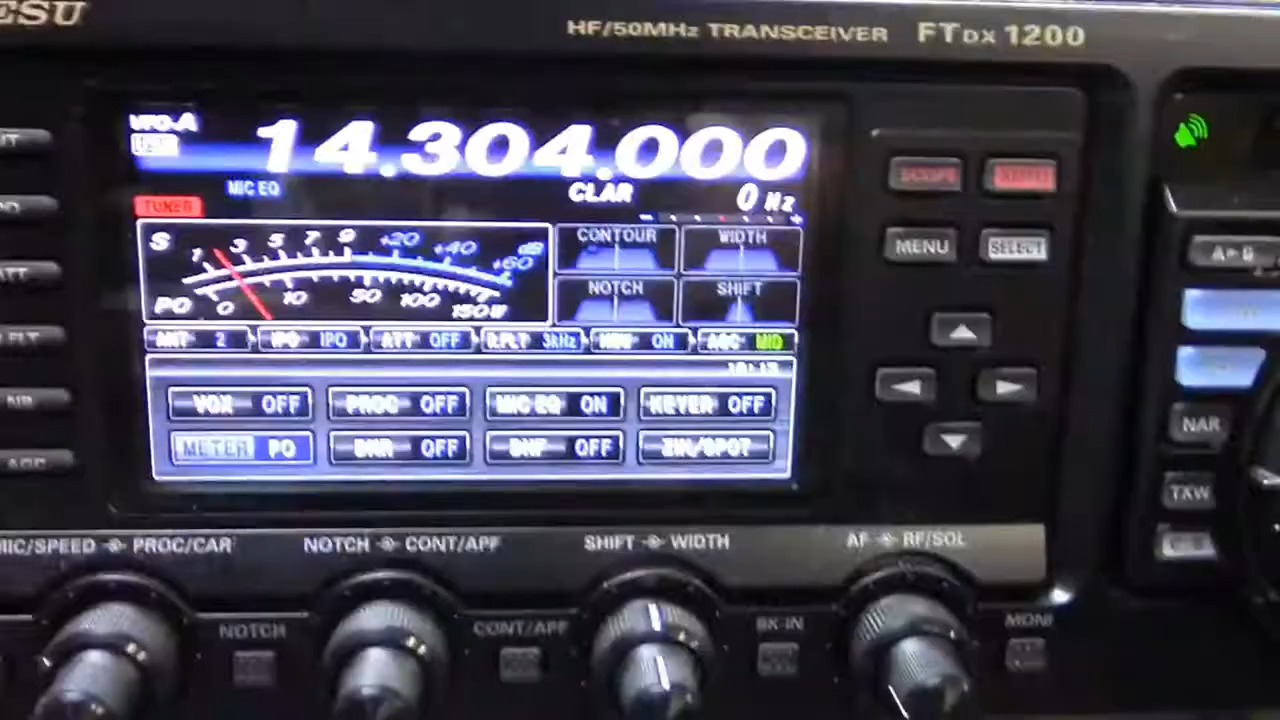 ESU
HF/50MHz TRANSCEIVER FTDX 1200
VFO-A
USB
14.304.000
MIC EQ CLAR 0 Hz
TUNER
S 1 3 5 7 9 +20 +40 +60 dB
PO 0 10 50 100 150W
CONTOUR WIDTH
NOTCH SHIFT
ANT 2 IPO IPO ATT OFF R.FLT 3kHz ON AGC MID
VOX OFF PROC OFF MIC EQ ON KEYER OFF
METER PO DNR OFF DNF OFF ZIN/SPOT
SCOPE
MENU SELECT
ATT
AGC
NAR
TXW
MIC/SPEED PROC/CAR NOTCH CONT/APF SHIFT WIDTH AF RF/SQL
NOTCH CONT/APF BK-IN MONI